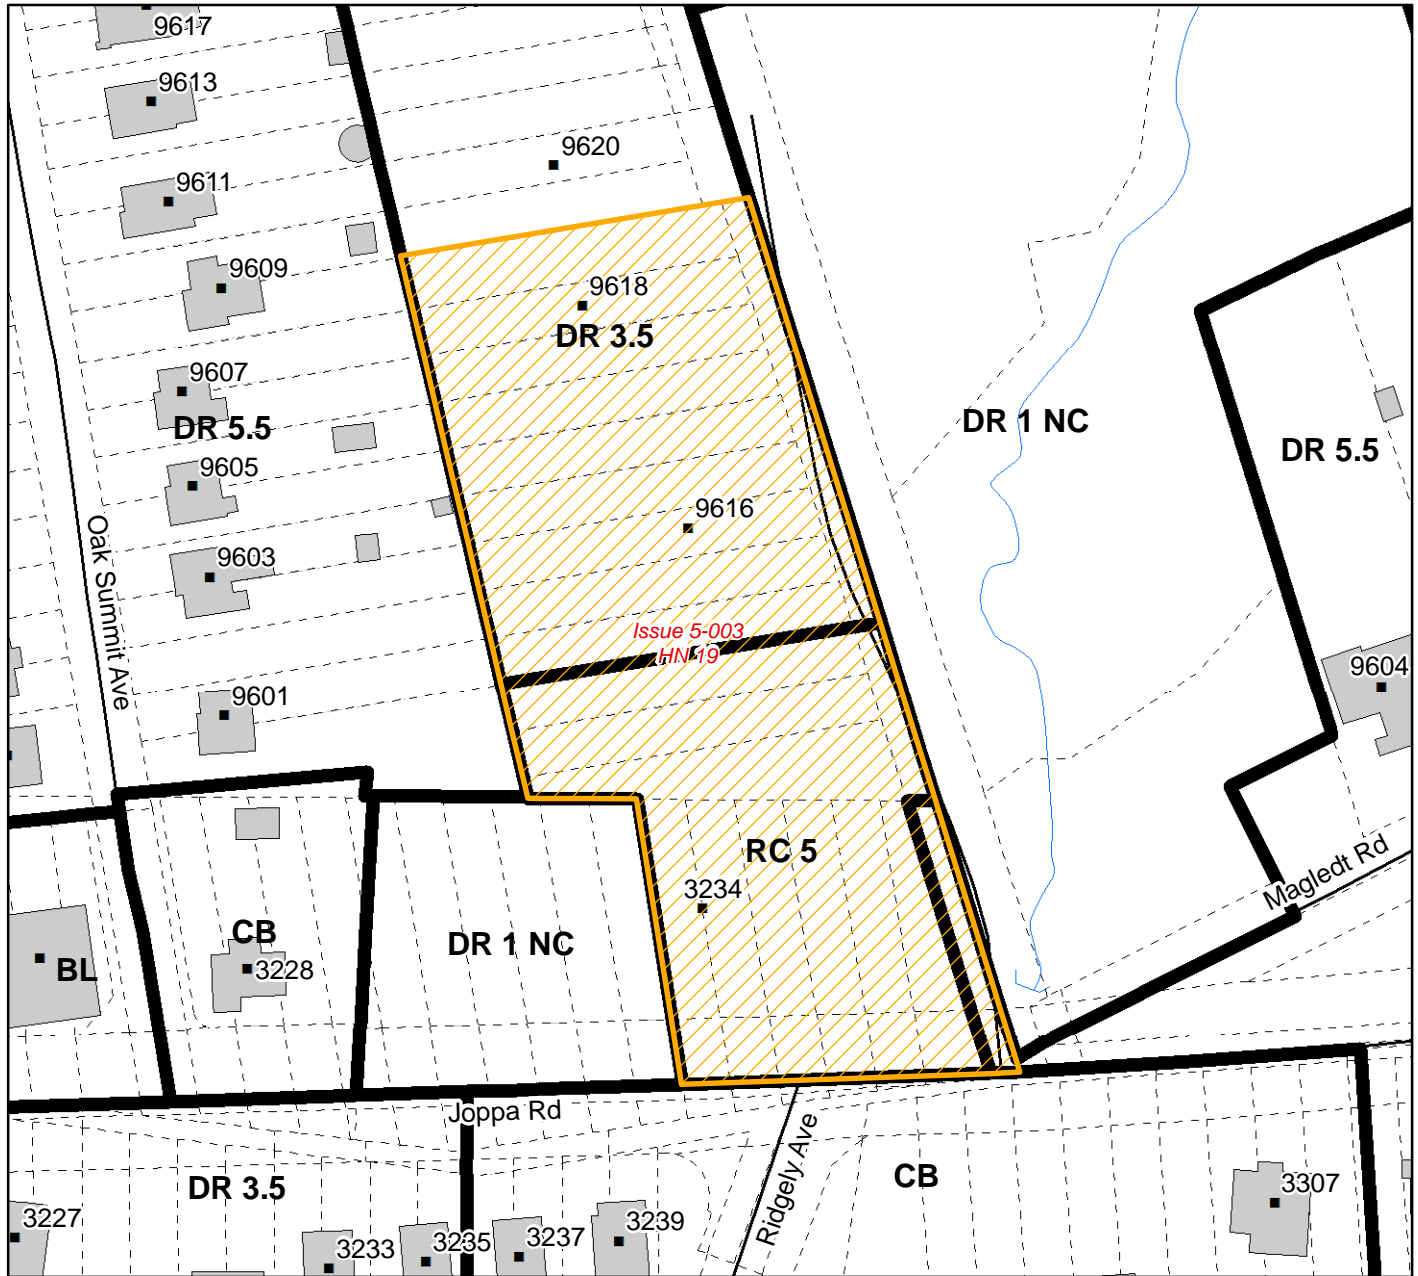 9617
9613
9620
9611
9609
9618
DR 3.5
9607
DR 5.5
DR 1 NC
DR 5.5
9605
9616
Oak Summit Ave
9603
Issue 5-003
HN 19
9604
9601
RC 5
Magledt Rd
3234
CB
DR 1 NC
BL
3228
Joppa Rd
Ridgely Ave
CB
DR 3.5
3307
3227
3233
3235
3237
3239